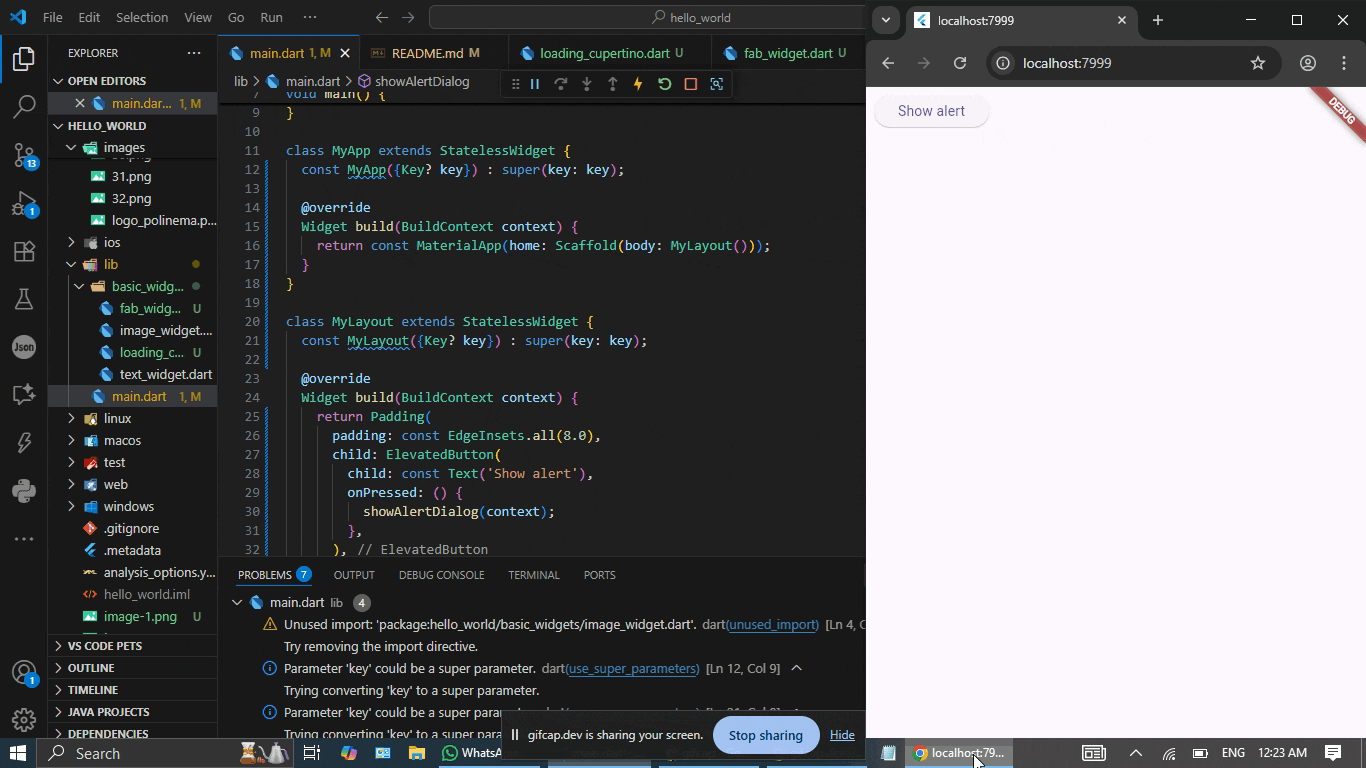 File Edit Selection View Go Run ··· hello_world
EXPLORER ···
OPEN EDITORS
main.dar... 1, M
HELLO_WORLD
images
31.png
32.png
logo_polinema.p...
ios
lib
basic_widg...
fab_widg... U
image_widget....
loading_c... U
text_widget.dart
main.dart 1, M
linux
macos
test
web
windows
.gitignore
.metadata
analysis_options.y...
hello_world.iml
image-1.png U
VS CODE PETS
OUTLINE
TIMELINE
JAVA PROJECTS
DEPENDENCIES
13
1
Json
1
main.dart 1, M
README.md M
loading_cupertino.dart U
fab_widget.dart U
lib > main.dart > showAlertDialog
7 void main() {
9 }
10
11 class MyApp extends StatelessWidget {
12 const MyApp({Key? key}) : super(key: key);
13
14 @override
15 Widget build(BuildContext context) {
16 return const MaterialApp(home: Scaffold(body: MyLayout()));
17 }
18 }
19
20 class MyLayout extends StatelessWidget {
21 const MyLayout({Key? key}) : super(key: key);
22
23 @override
24 Widget build(BuildContext context) {
25 return Padding(
26 padding: const EdgeInsets.all(8.0),
27 child: ElevatedButton(
28 child: const Text('Show alert'),
29 onPressed: () {
30 showAlertDialog(context);
31 },
32 ), // ElevatedButton
PROBLEMS 7 OUTPUT DEBUG CONSOLE TERMINAL PORTS
main.dart lib 4
Unused import: 'package:hello_world/basic_widgets/image_widget.dart'. dart(unused_import) [Ln 4, C
Try removing the import directive.
Parameter 'key' could be a super parameter. dart(use_super_parameters) [Ln 12, Col 9]
Trying converting 'key' to a super parameter.
Parameter 'key' could be a super para
Trying converting 'key' to a super para
gifcap.dev is sharing your screen. Stop sharing Hide
localhost:7999
localhost:7999
Show alert
DEBUG
Search
WhatsA
localhost:79...
ENG 12:23 AM